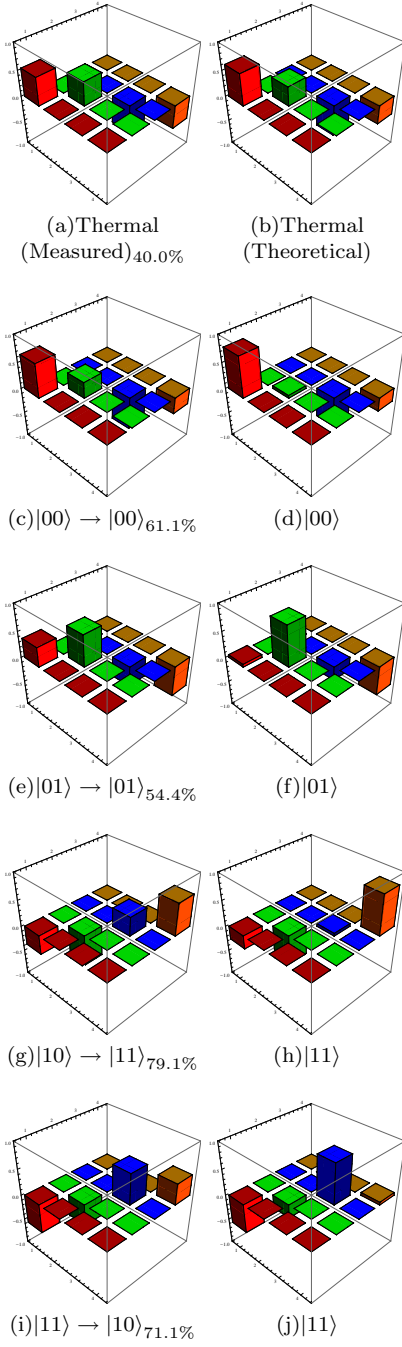 (a)Thermal (Measured)40.0%
(b)Thermal (Theoretical)
(c)|00⟩ → |00⟩61.1%
(d)|00⟩
(e)|01⟩ → |01⟩54.4%
(f)|01⟩
(g)|10⟩ → |11⟩79.1%
(h)|11⟩
(i)|11⟩ → |10⟩71.1%
(j)|11⟩